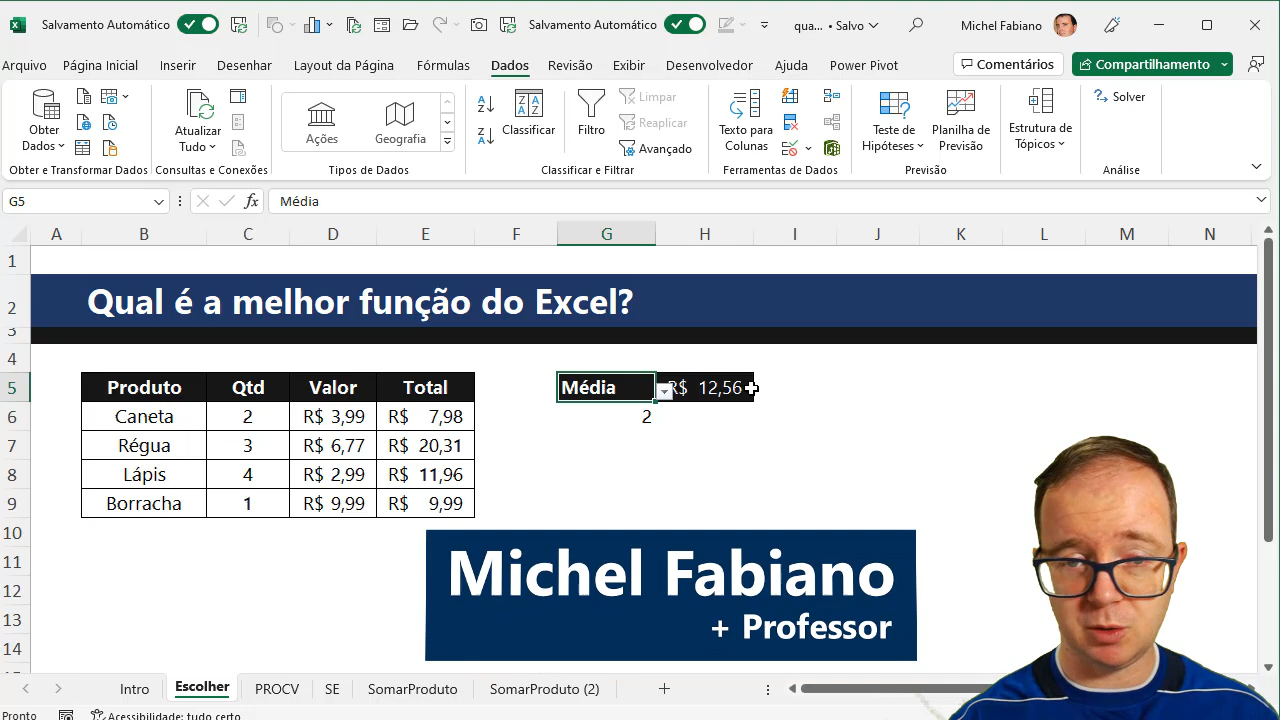 Salvamento Automático
Salvamento Automático
qua... • Salvo
Michel Fabiano
Arquivo Página Inicial Inserir Desenhar Layout da Página Fórmulas Dados Revisão Exibir Desenvolvedor Ajuda Power Pivot
Comentários
Compartilhamento
Obter Dados
Obter e Transformar Dados
Atualizar Tudo
Consultas e Conexões
Ações
Geografia
Tipos de Dados
Classificar
Filtro
Limpar
Reaplicar
Avançado
Classificar e Filtrar
Texto para Colunas
Ferramentas de Dados
Teste de Hipóteses
Planilha de Previsão
Previsão
Estrutura de Tópicos
Solver
Análise
G5
fx
Média
A B C D E F G H I J K L M N
1
2 Qual é a melhor função do Excel?
3
4
5 Produto Qtd Valor Total Média R$ 12,56
6 Caneta 2 R$ 3,99 R$ 7,98 2
7 Régua 3 R$ 6,77 R$ 20,31
8 Lápis 4 R$ 2,99 R$ 11,96
9 Borracha 1 R$ 9,99 R$ 9,99
10
11
12
13
14
Michel Fabiano
+ Professor
Intro Escolher PROCV SE SomarProduto SomarProduto (2)
Pronto
Acessibilidade: tudo certo